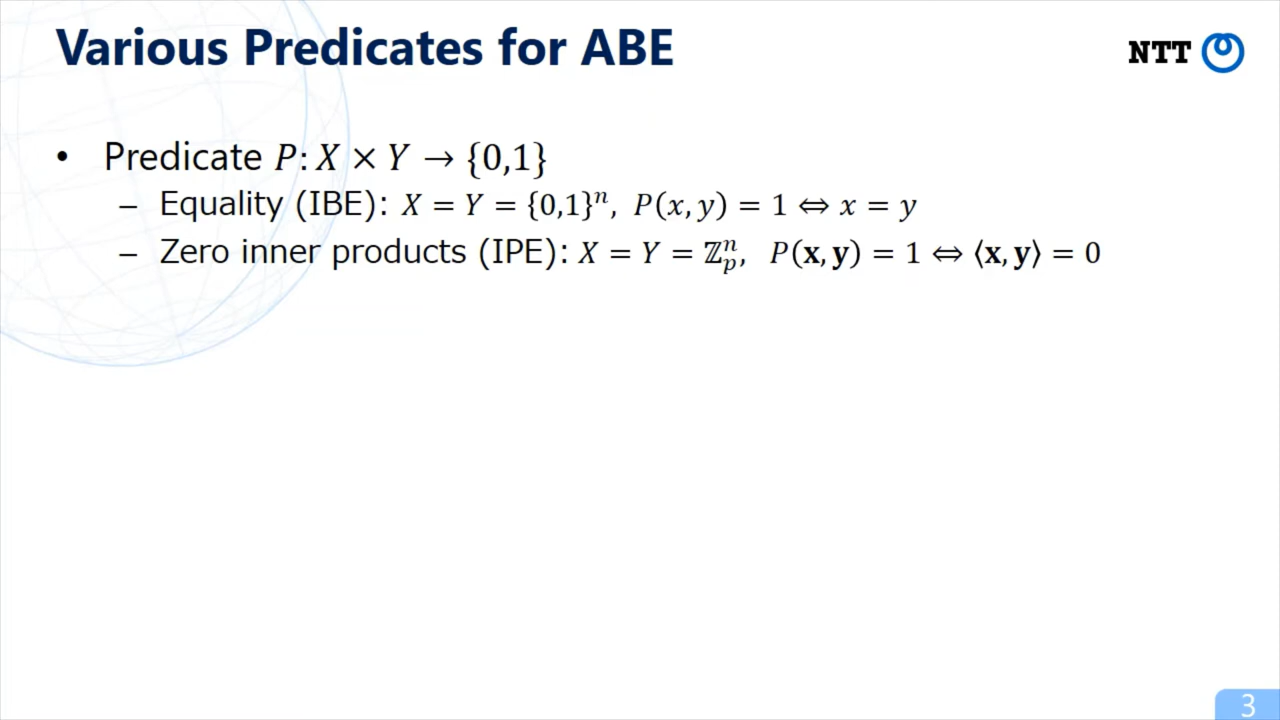 Various Predicates for ABE
NTT
• Predicate 𝑃: 𝑋 × 𝑌 → {0,1}
– Equality (IBE): 𝑋 = 𝑌 = {0,1}ⁿ, 𝑃(𝑥, 𝑦) = 1 ⇔ 𝑥 = 𝑦
– Zero inner products (IPE): 𝑋 = 𝑌 = ℤₚⁿ, 𝑃(𝐱, 𝐲) = 1 ⇔ ⟨𝐱, 𝐲⟩ = 0
3